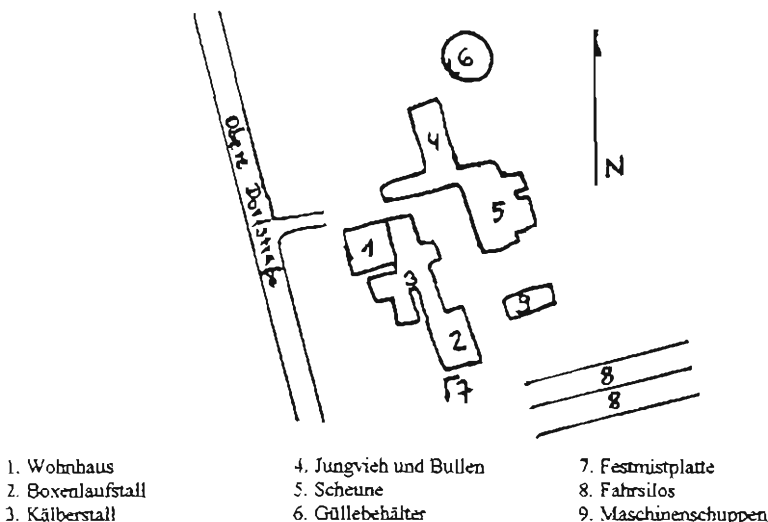 6
4
N
Obere Dorfstraße
5
1
3
9
2
7
8
8
1. Wohnhaus
4. Jungvieh und Bullen
7. Festmistplatte
2. Boxenlaufstall
5. Scheune
8. Fahrsilos
3. Kälberstall
6. Güllebehälter
9. Maschinenschuppen